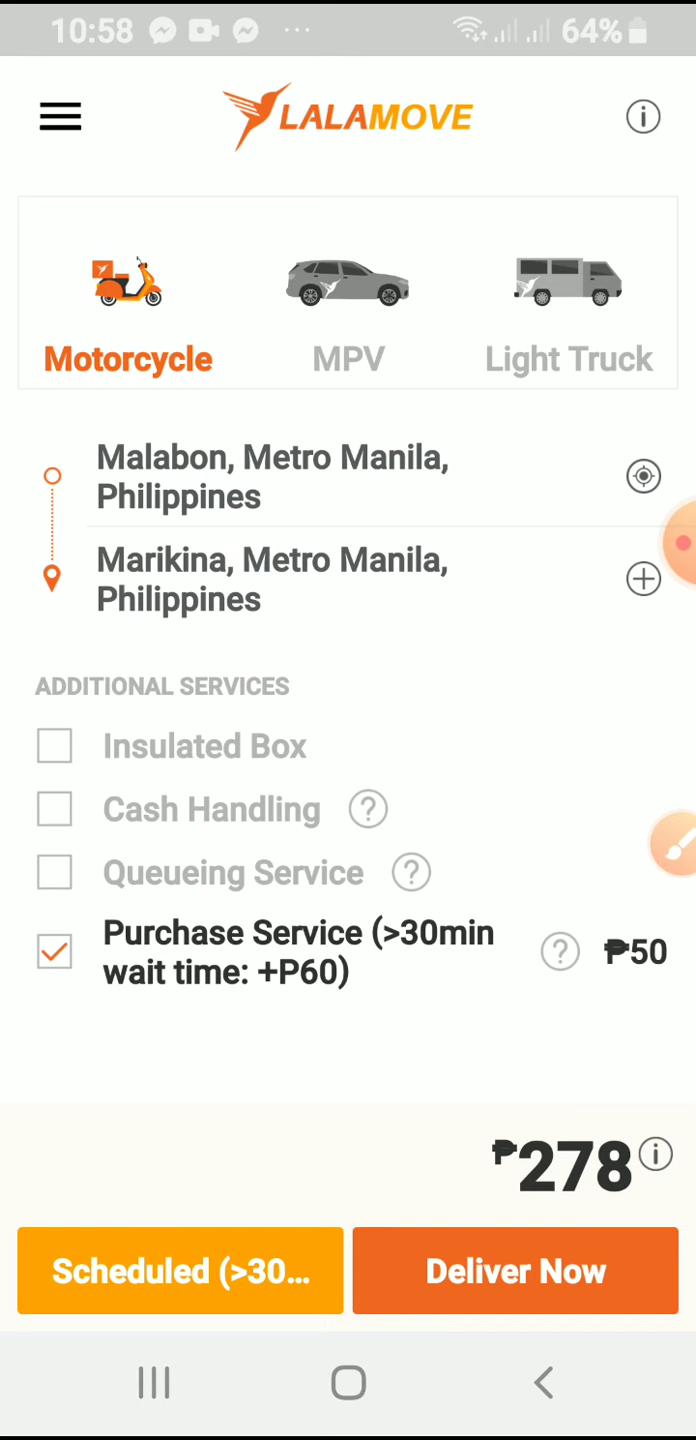 10:58 64%
LALAMOVE
Motorcycle MPV Light Truck
Malabon, Metro Manila,
Philippines
Marikina, Metro Manila,
Philippines
ADDITIONAL SERVICES
Insulated Box
Cash Handling ?
Queueing Service ?
Purchase Service (>30min
wait time: +P60) ? ₱50
₱278
Scheduled (>30... Deliver Now